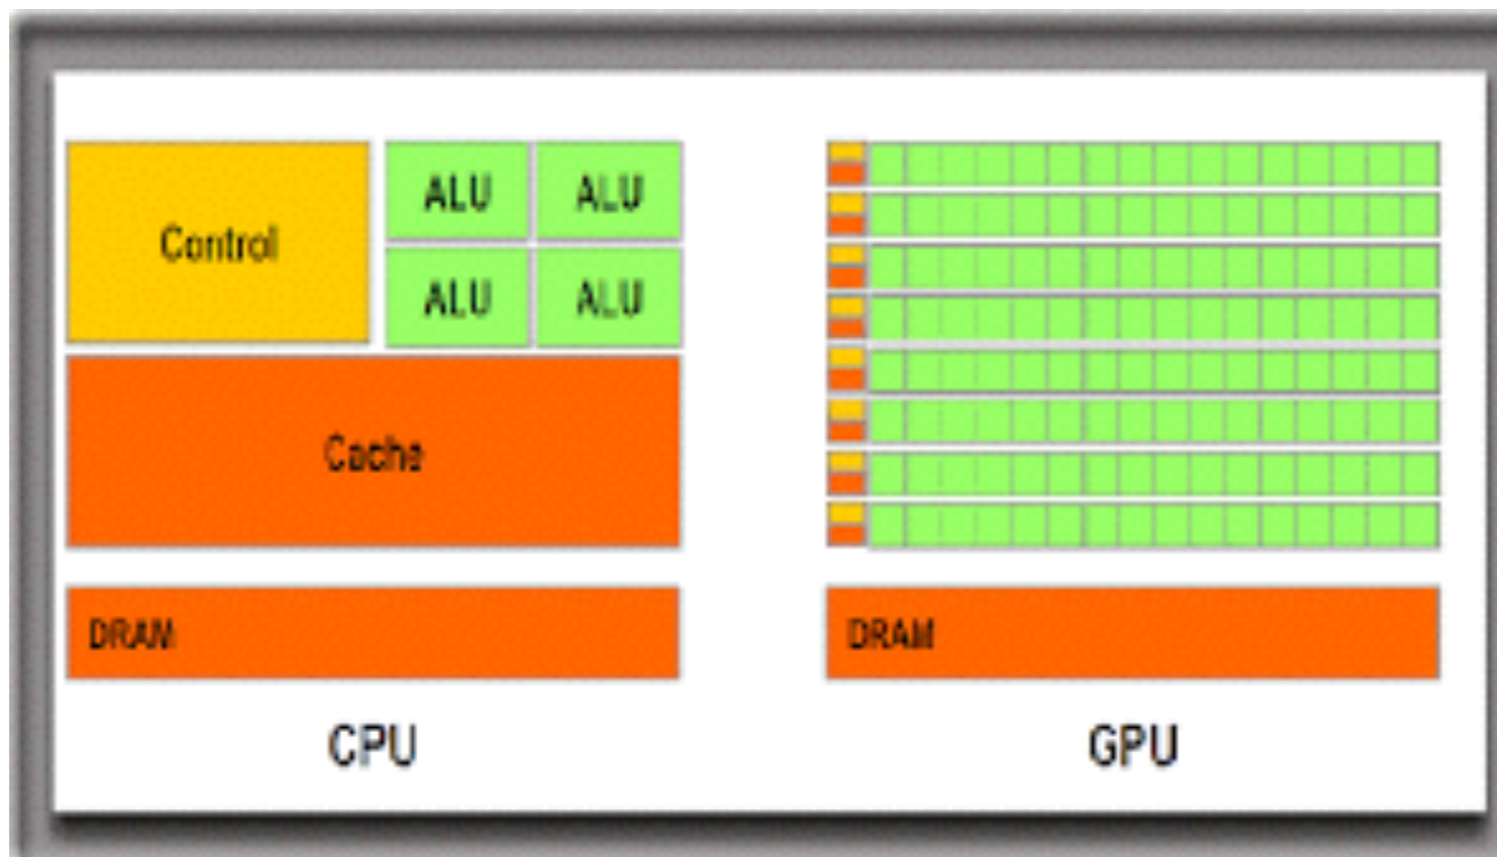 Control
ALU ALU
ALU ALU
Cache
DRAM
CPU
DRAM
GPU